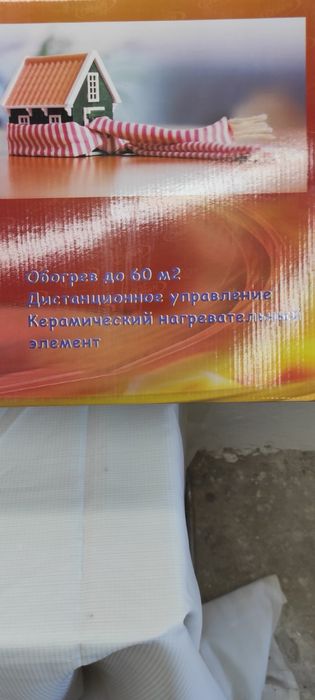 Обогрев до 60 м2
Дистанционное управление
Керамический нагревательный
элемент